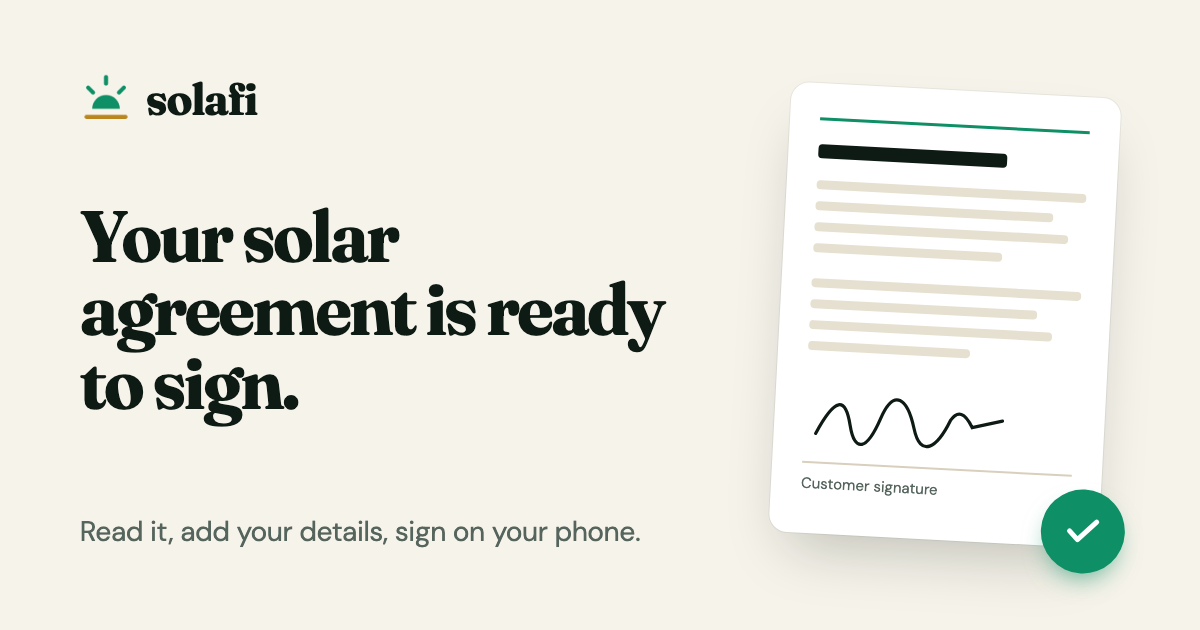 solafi
Your solar
agreement is ready
to sign.
Read it, add your details, sign on your phone.
Customer signature